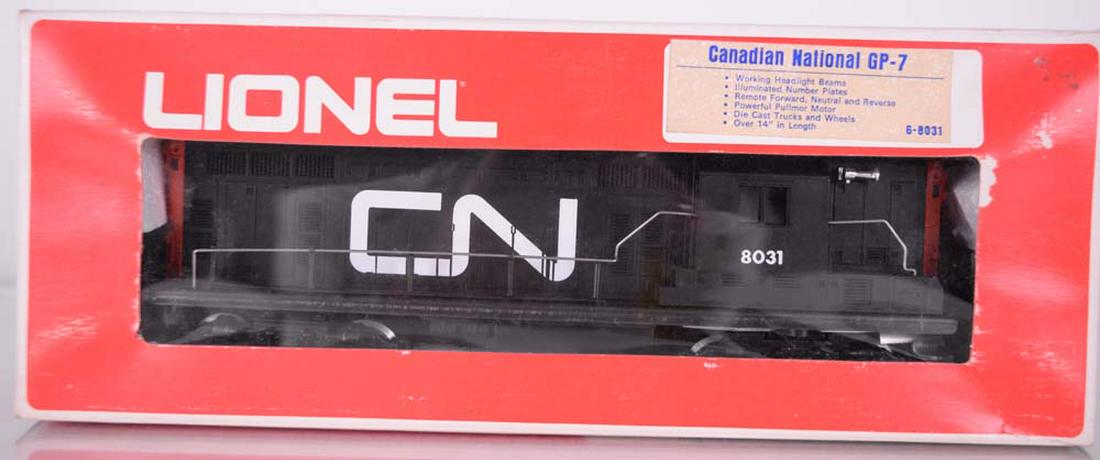 LIONEL
Canadian National GP-7
• Working Headlight Beams
• Illuminated Number Plates
• Remote Forward, Neutral and Reverse
• Powerful Pullmor Motor
• Die Cast Trucks and Wheels
• Over 14" in Length
6-8031
CN
8031